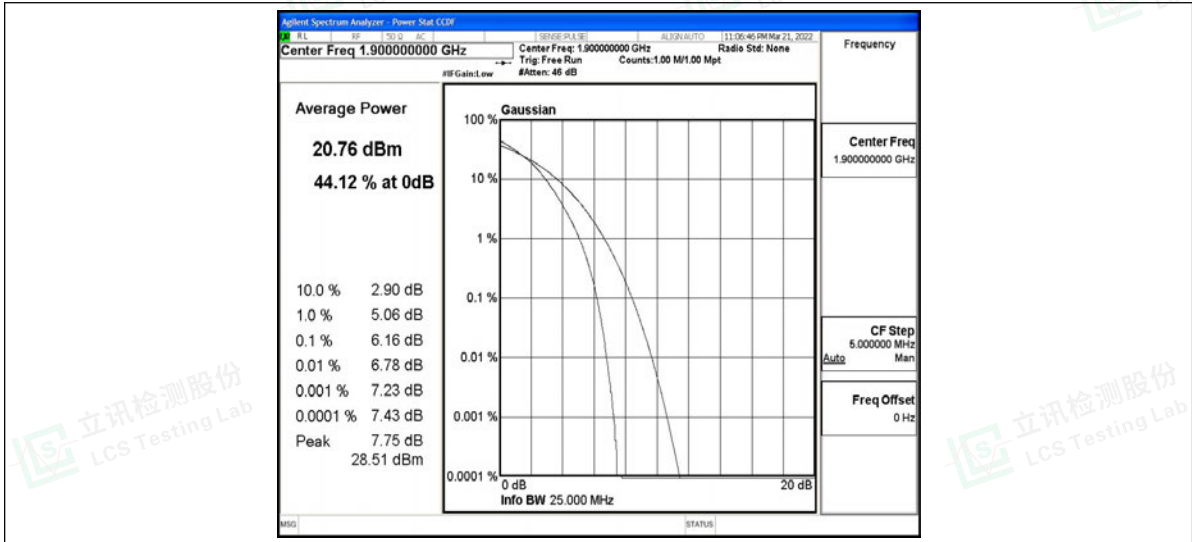 Agilent Spectrum Analyzer - Power Stat CCDF
RL RF 50 Ω AC SENSE:PULSE ALIGN AUTO 11:06:46 PM Mar 21, 2022
Center Freq 1.900000000 GHz
Center Freq: 1.900000000 GHz Radio Std: None
Trig: Free Run Counts:1.00 M/1.00 Mpt
#IFGain:Low #Atten: 46 dB
Frequency
Average Power
20.76 dBm
44.12 % at 0dB
10.0 % 2.90 dB
1.0 % 5.06 dB
0.1 % 6.16 dB
0.01 % 6.78 dB
0.001 % 7.23 dB
0.0001 % 7.43 dB
Peak 7.75 dB
28.51 dBm
Gaussian
100 %
10 %
1 %
0.1 %
0.01 %
0.001 %
0.0001 %
0 dB 20 dB
Info BW 25.000 MHz
Center Freq
1.900000000 GHz
CF Step
5.000000 MHz
Auto Man
Freq Offset
0 Hz
MSG STATUS
立讯检测股份
LCS Testing Lab
立讯检测股份
LCS Testing Lab